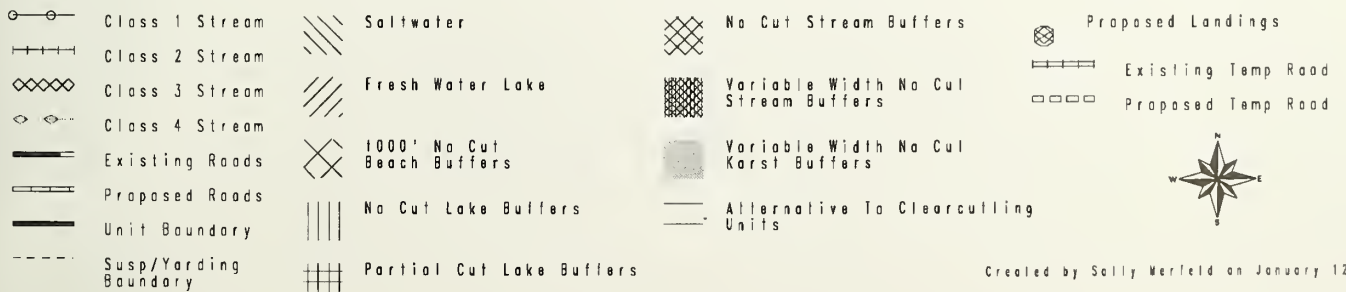 Class 1 Stream
Class 2 Stream
Class 3 Stream
Class 4 Stream
Existing Roads
Proposed Roads
Unit Boundary
Susp/Yarding
Boundary
Saltwater
Fresh Water Lake
1000' No Cut
Beach Buffers
No Cut Lake Buffers
Partial Cut Lake Buffers
No Cut Stream Buffers
Variable Width No Cut
Stream Buffers
Variable Width No Cut
Karst Buffers
Alternative To Clearcutting
Units
Proposed Landings
Existing Temp Road
Proposed Temp Road
N
W E
S
Created by Sally Merfeld on January 12